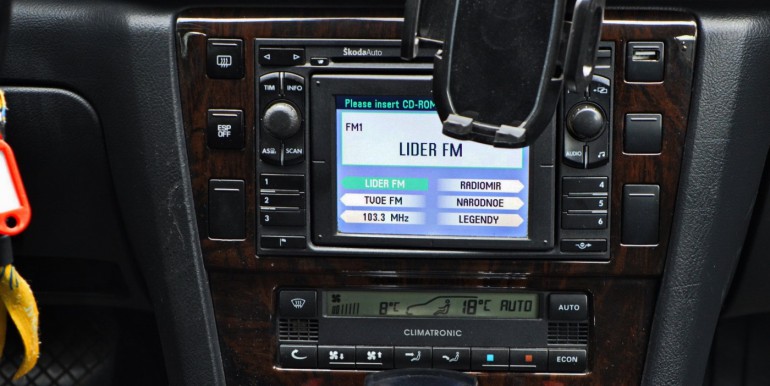 ŠkodaAuto
TIM INFO
Please insert CD-ROM
FM1
LIDER FM
ESP OFF
AS SCAN
AUDIO
1
LIDER FM
RADIOMIR
4
2
TVOE FM
NARODNOE
5
3
103.3 MHz
LEGENDY
6
8°C
18°C AUTO
AUTO
CLIMATRONIC
ECON